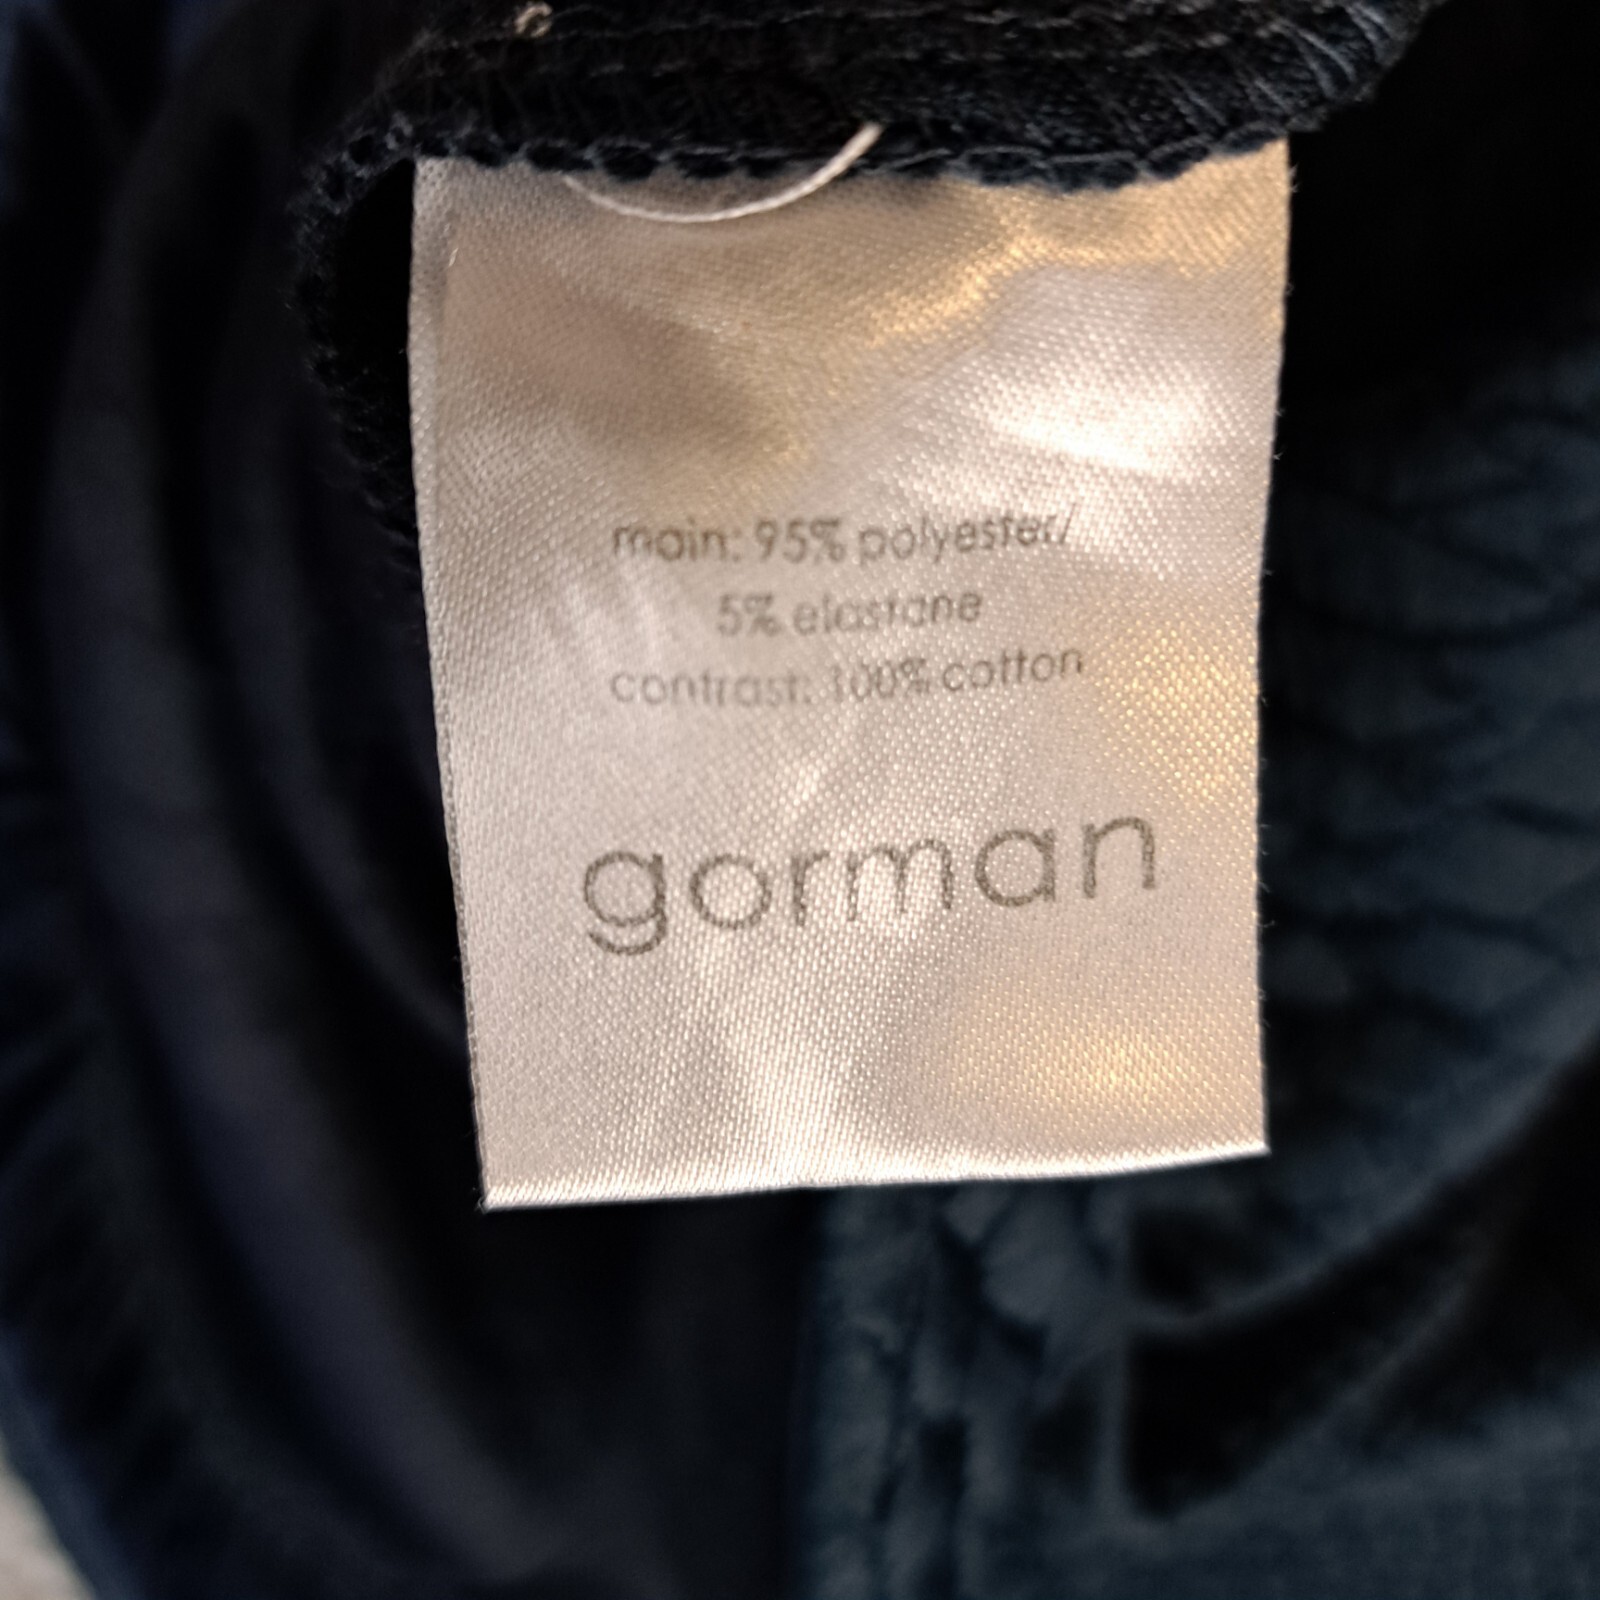 main: 95% polyester/
5% elastane
contrast: 100% cotton
gorman